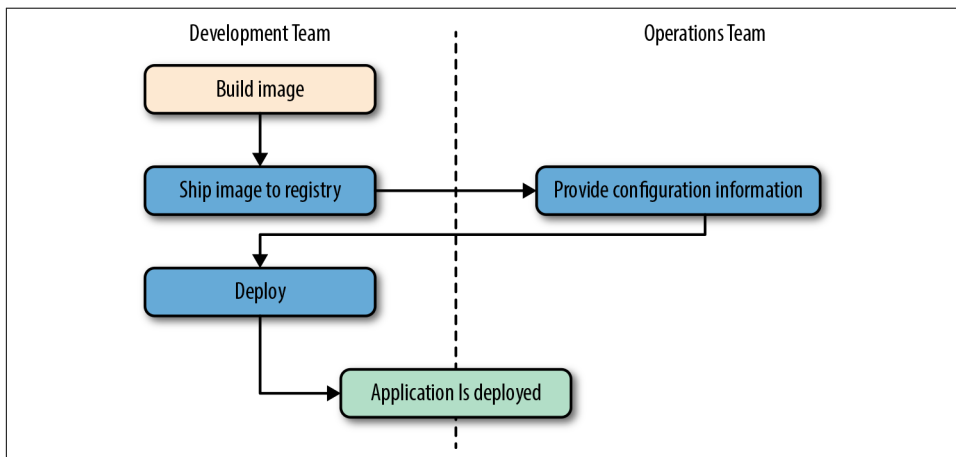 Development Team
Operations Team
Build image
Ship image to registry
Provide configuration information
Deploy
Application Is deployed